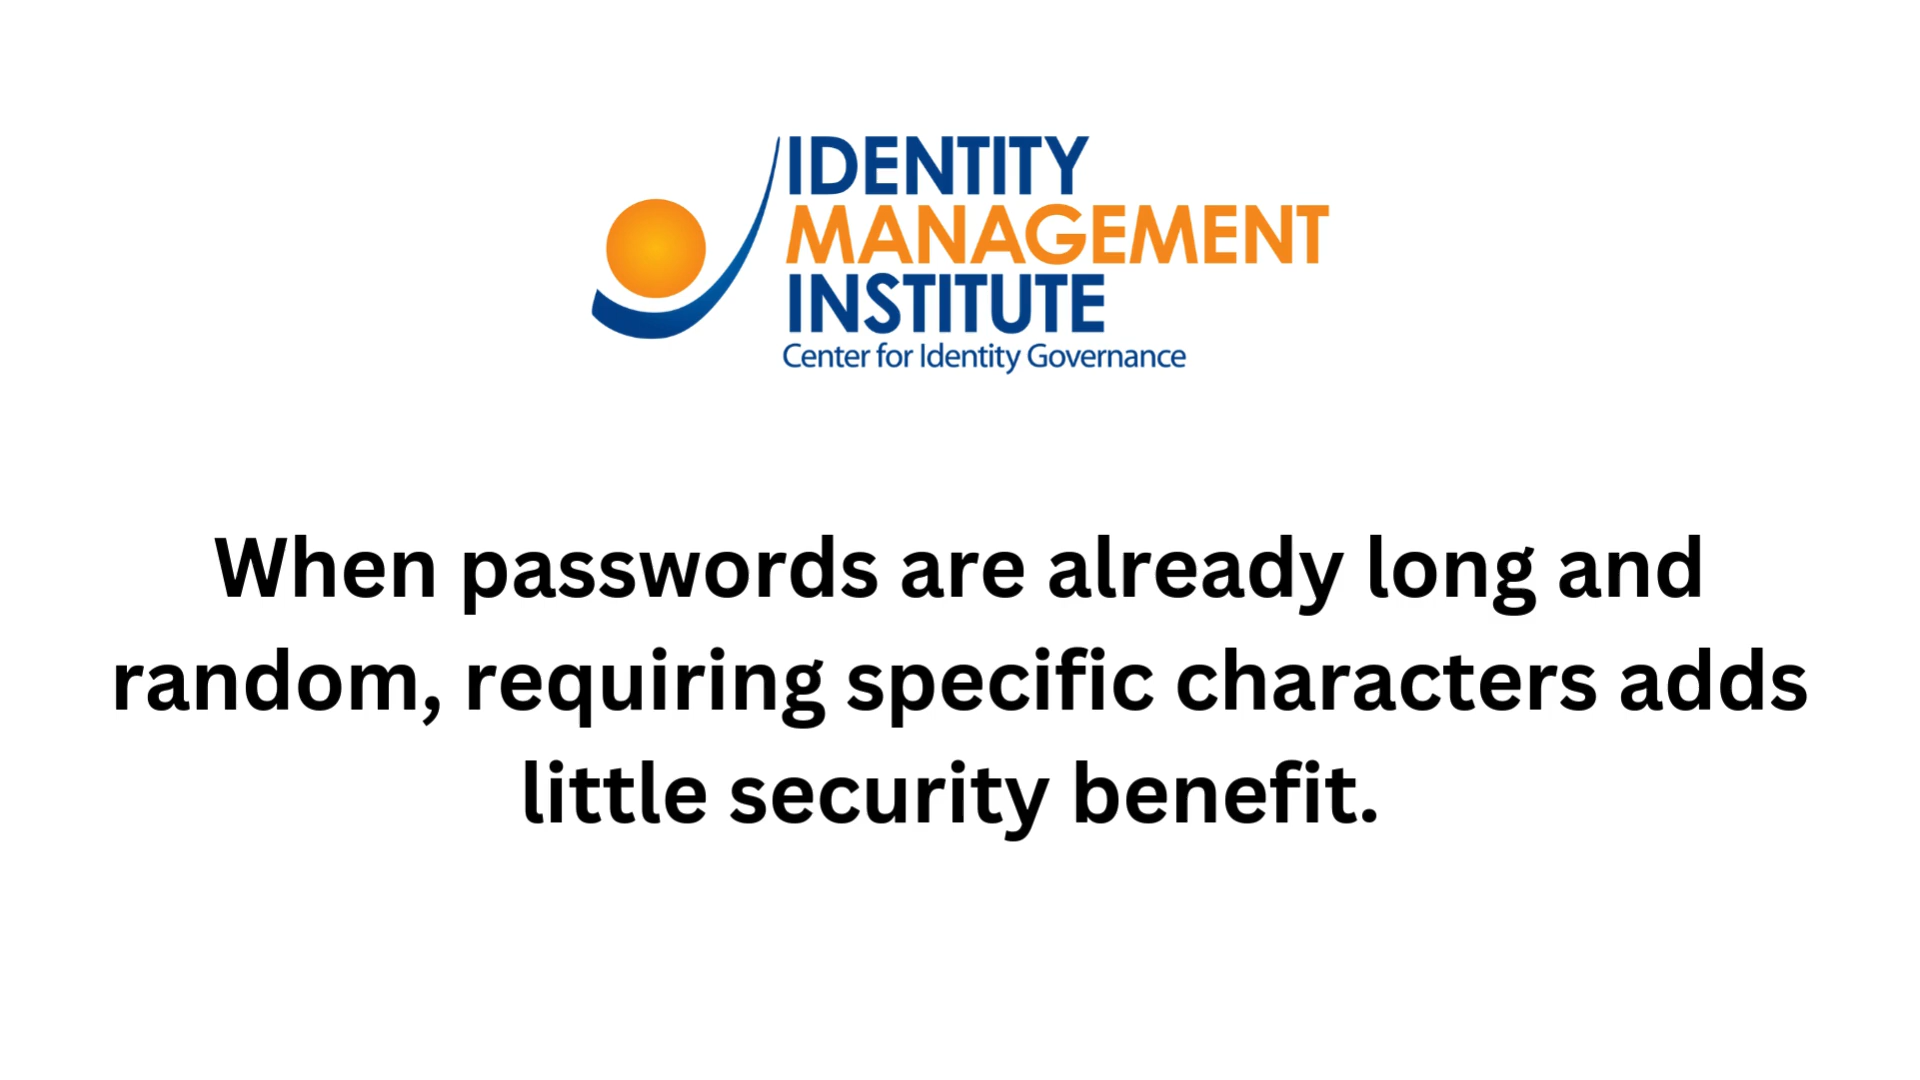 IDENTITY
MANAGEMENT
INSTITUTE
Center for Identity Governance
When passwords are already long and
random, requiring specific characters adds
little security benefit.